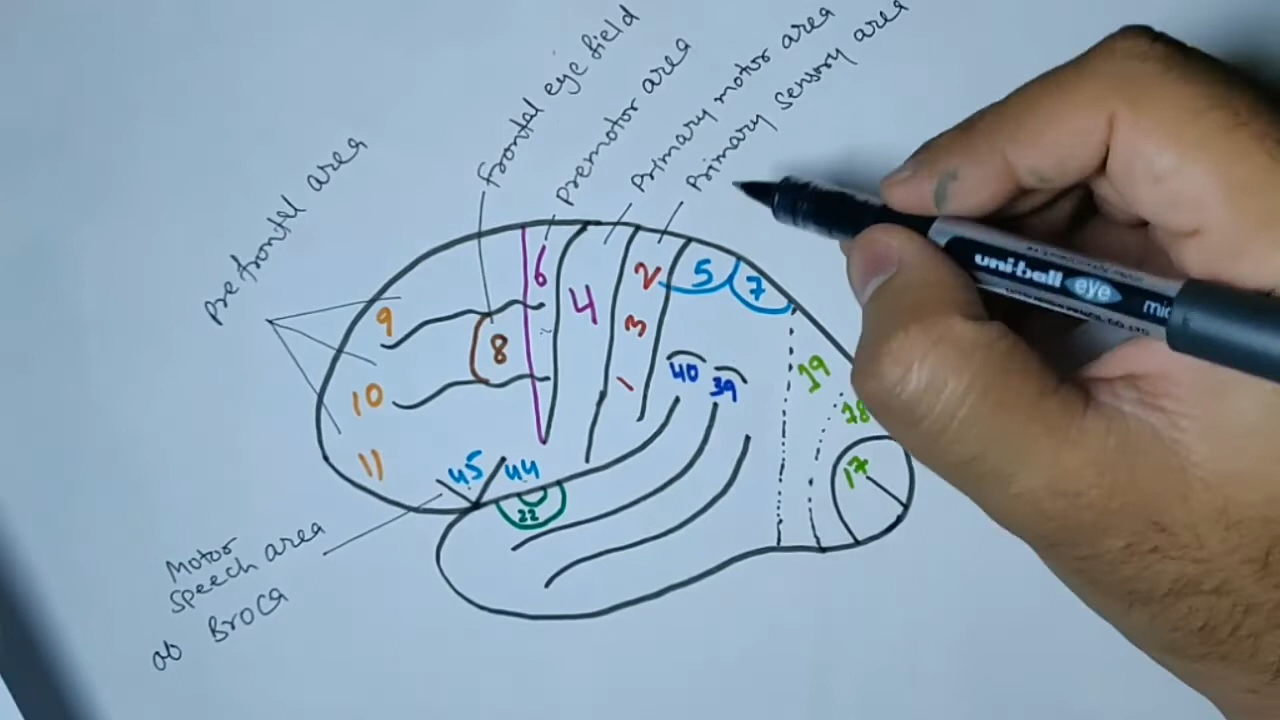 Prefrontal area
Frontal eye field
Premotor area
Primary motor area
Primary sensory area
6
4
2
5
7
9
8
3
19
10
1
40
39
18
11
45
44
17
22
Motor
speech area
of Broca
uni-ball eye